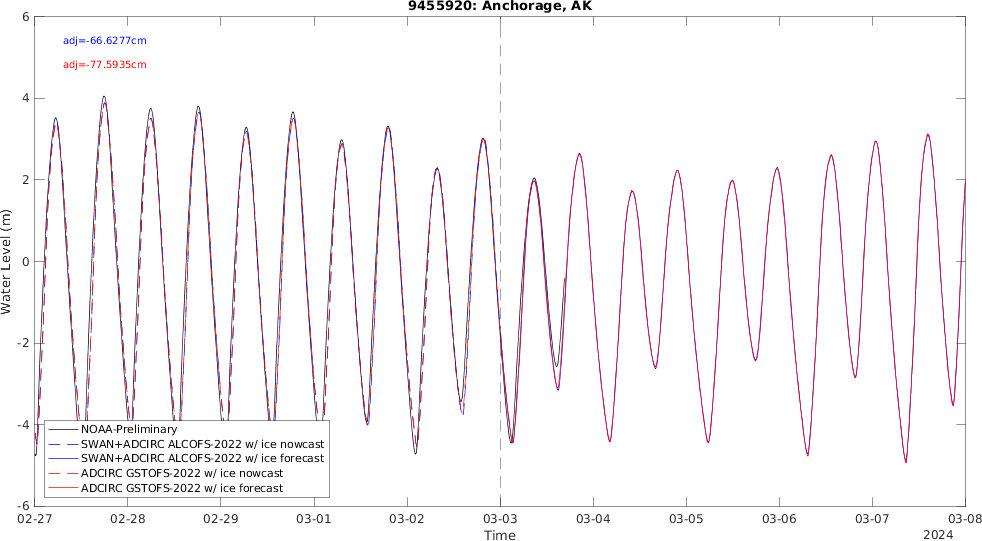 9455920: Anchorage, AK
adj=-66.6277cm
adj=-77.5935cm
6
4
2
0
-2
-4
-6
Water Level (m)
NOAA-Preliminary
SWAN+ADCIRC ALCOFS-2022 w/ ice nowcast
SWAN+ADCIRC ALCOFS-2022 w/ ice forecast
ADCIRC GSTOFS-2022 w/ ice nowcast
ADCIRC GSTOFS-2022 w/ ice forecast
02-27 02-28 02-29 03-01 03-02 03-03 03-04 03-05 03-06 03-07 03-08
Time
2024